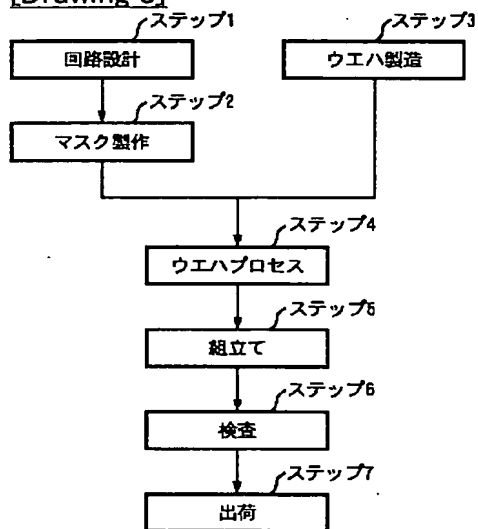 ステップ1
回路設計
ステップ3
ウエハ製造
ステップ2
マスク製作
ステップ4
ウエハプロセス
ステップ5
組立て
ステップ6
検査
ステップ7
出荷